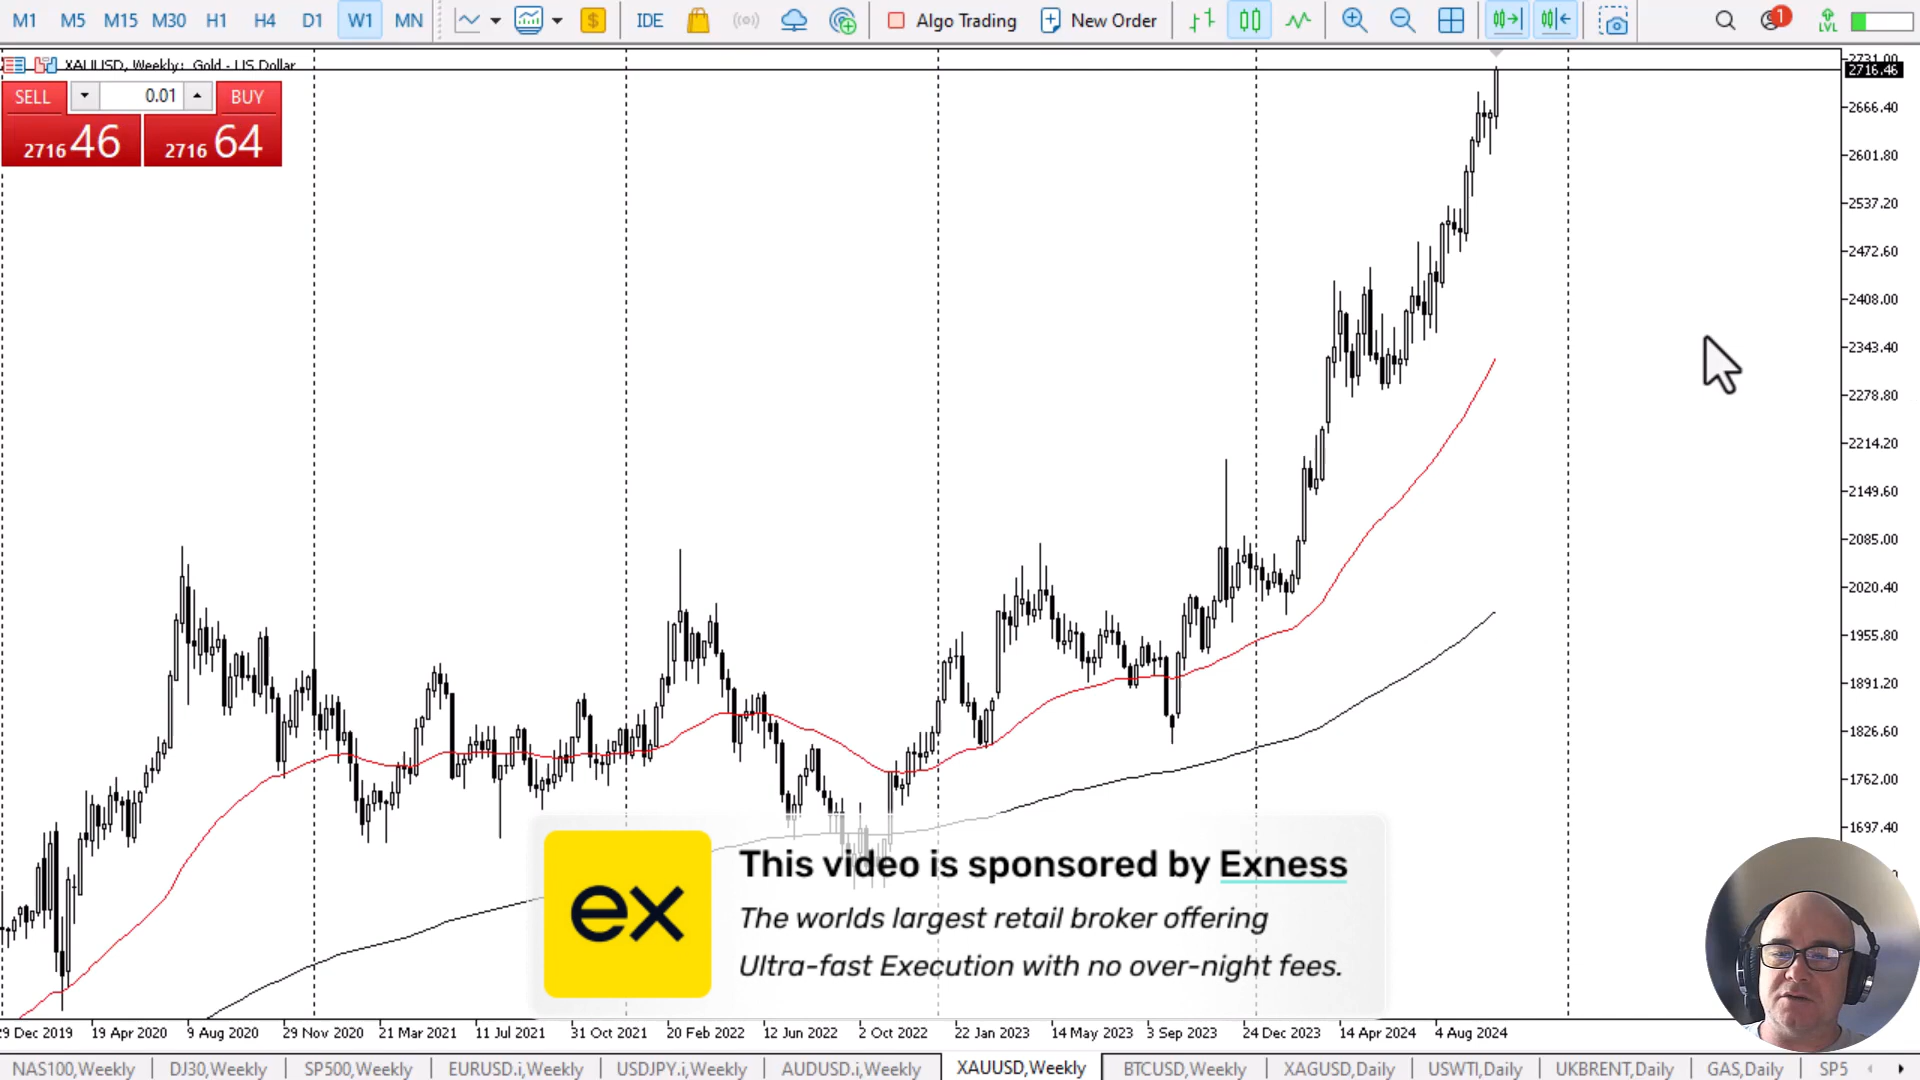 M1 M5 M15 M30 H1 H4 D1 W1 MN $ IDE Algo Trading New Order 1 LVL
XAUUSD, Weekly: Gold - US Dollar
2731.00
2716.46
SELL 0.01 BUY
2716 46 2716 64
2666.40
2601.80
2537.20
2472.60
2408.00
2343.40
2278.80
2214.20
2149.60
2085.00
2020.40
1955.80
1891.20
1826.60
1762.00
1697.40
ex
This video is sponsored by Exness
The worlds largest retail broker offering
Ultra-fast Execution with no over-night fees.
29 Dec 2019 19 Apr 2020 9 Aug 2020 29 Nov 2020 21 Mar 2021 11 Jul 2021 31 Oct 2021 20 Feb 2022 12 Jun 2022 2 Oct 2022 22 Jan 2023 14 May 2023 3 Sep 2023 24 Dec 2023 14 Apr 2024 4 Aug 2024
NAS100,Weekly DJ30,Weekly SP500,Weekly EURUSD.i,Weekly USDJPY.i,Weekly AUDUSD.i,Weekly XAUUSD,Weekly BTCUSD,Weekly XAGUSD,Daily USWTI,Daily UKBRENT,Daily GAS,Daily SP5